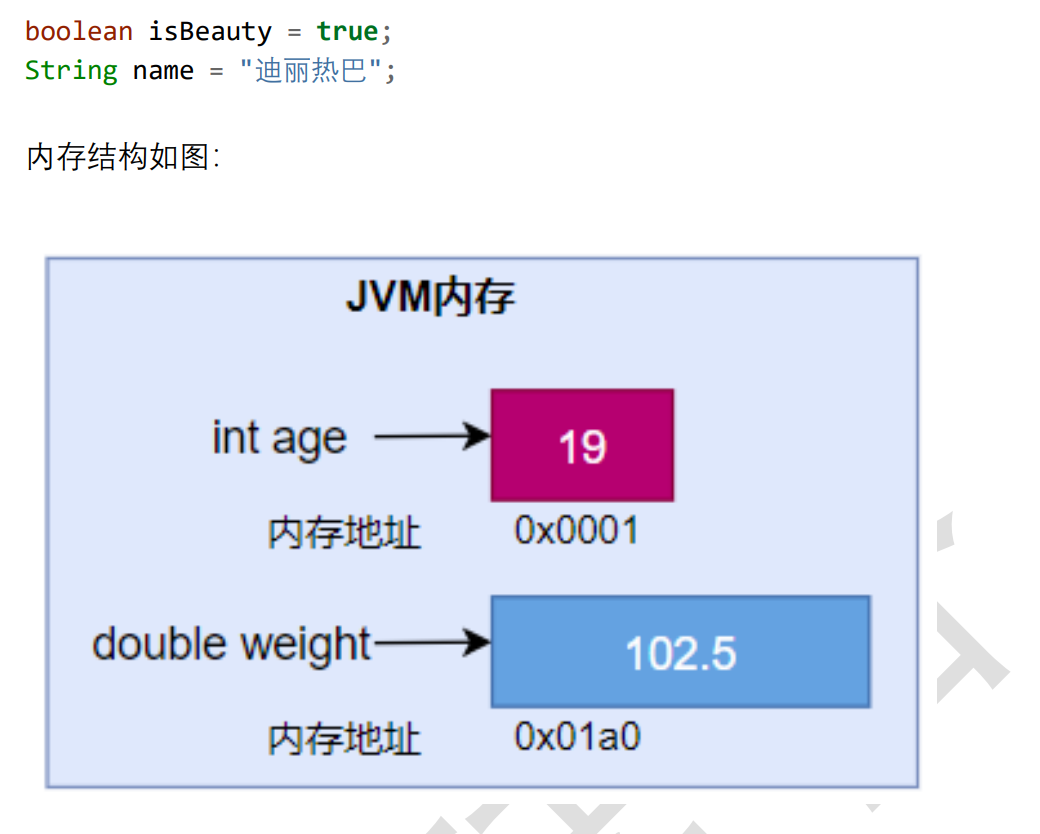 boolean isBeauty = true;
String name = "迪丽热巴";
内存结构如图：
JVM内存
int age
19
内存地址 0x0001
double weight
102.5
内存地址 0x01a0